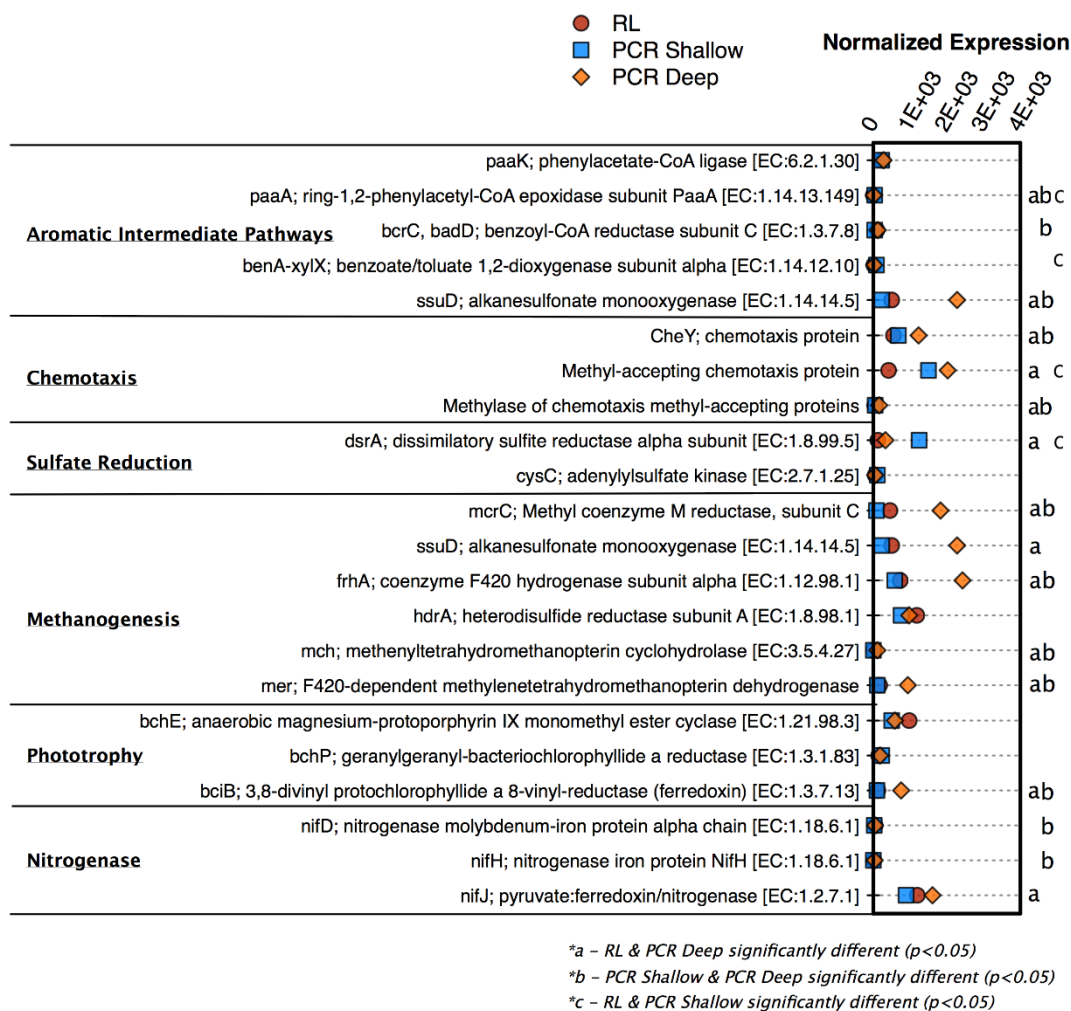 RL
PCR Shallow
PCR Deep
Normalized Expression
0 1E+03 2E+03 3E+03 4E+03
Aromatic Intermediate Pathways
paaK; phenylacetate-CoA ligase [EC:6.2.1.30]
paaA; ring-1,2-phenylacetyl-CoA epoxidase subunit PaaA [EC:1.14.13.149] abc
bcrC, badD; benzoyl-CoA reductase subunit C [EC:1.3.7.8] b
benA-xylX; benzoate/toluate 1,2-dioxygenase subunit alpha [EC:1.14.12.10] c
ssuD; alkanesulfonate monooxygenase [EC:1.14.14.5] ab
Chemotaxis
CheY; chemotaxis protein ab
Methyl-accepting chemotaxis protein a c
Methylase of chemotaxis methyl-accepting proteins ab
Sulfate Reduction
dsrA; dissimilatory sulfite reductase alpha subunit [EC:1.8.99.5] a c
cysC; adenylylsulfate kinase [EC:2.7.1.25]
Methanogenesis
mcrC; Methyl coenzyme M reductase, subunit C ab
ssuD; alkanesulfonate monooxygenase [EC:1.14.14.5] a
frhA; coenzyme F420 hydrogenase subunit alpha [EC:1.12.98.1] ab
hdrA; heterodisulfide reductase subunit A [EC:1.8.98.1]
mch; methenyltetrahydromethanopterin cyclohydrolase [EC:3.5.4.27] ab
mer; F420-dependent methylenetetrahydromethanopterin dehydrogenase ab
Phototrophy
bchE; anaerobic magnesium-protoporphyrin IX monomethyl ester cyclase [EC:1.21.98.3]
bchP; geranylgeranyl-bacteriochlorophyllide a reductase [EC:1.3.1.83]
bciB; 3,8-divinyl protochlorophyllide a 8-vinyl-reductase (ferredoxin) [EC:1.3.7.13] ab
Nitrogenase
nifD; nitrogenase molybdenum-iron protein alpha chain [EC:1.18.6.1] b
nifH; nitrogenase iron protein NifH [EC:1.18.6.1] b
nifJ; pyruvate:ferredoxin/nitrogenase [EC:1.2.7.1] a
*a – RL & PCR Deep significantly different (p<0.05)
*b – PCR Shallow & PCR Deep significantly different (p<0.05)
*c – RL & PCR Shallow significantly different (p<0.05)